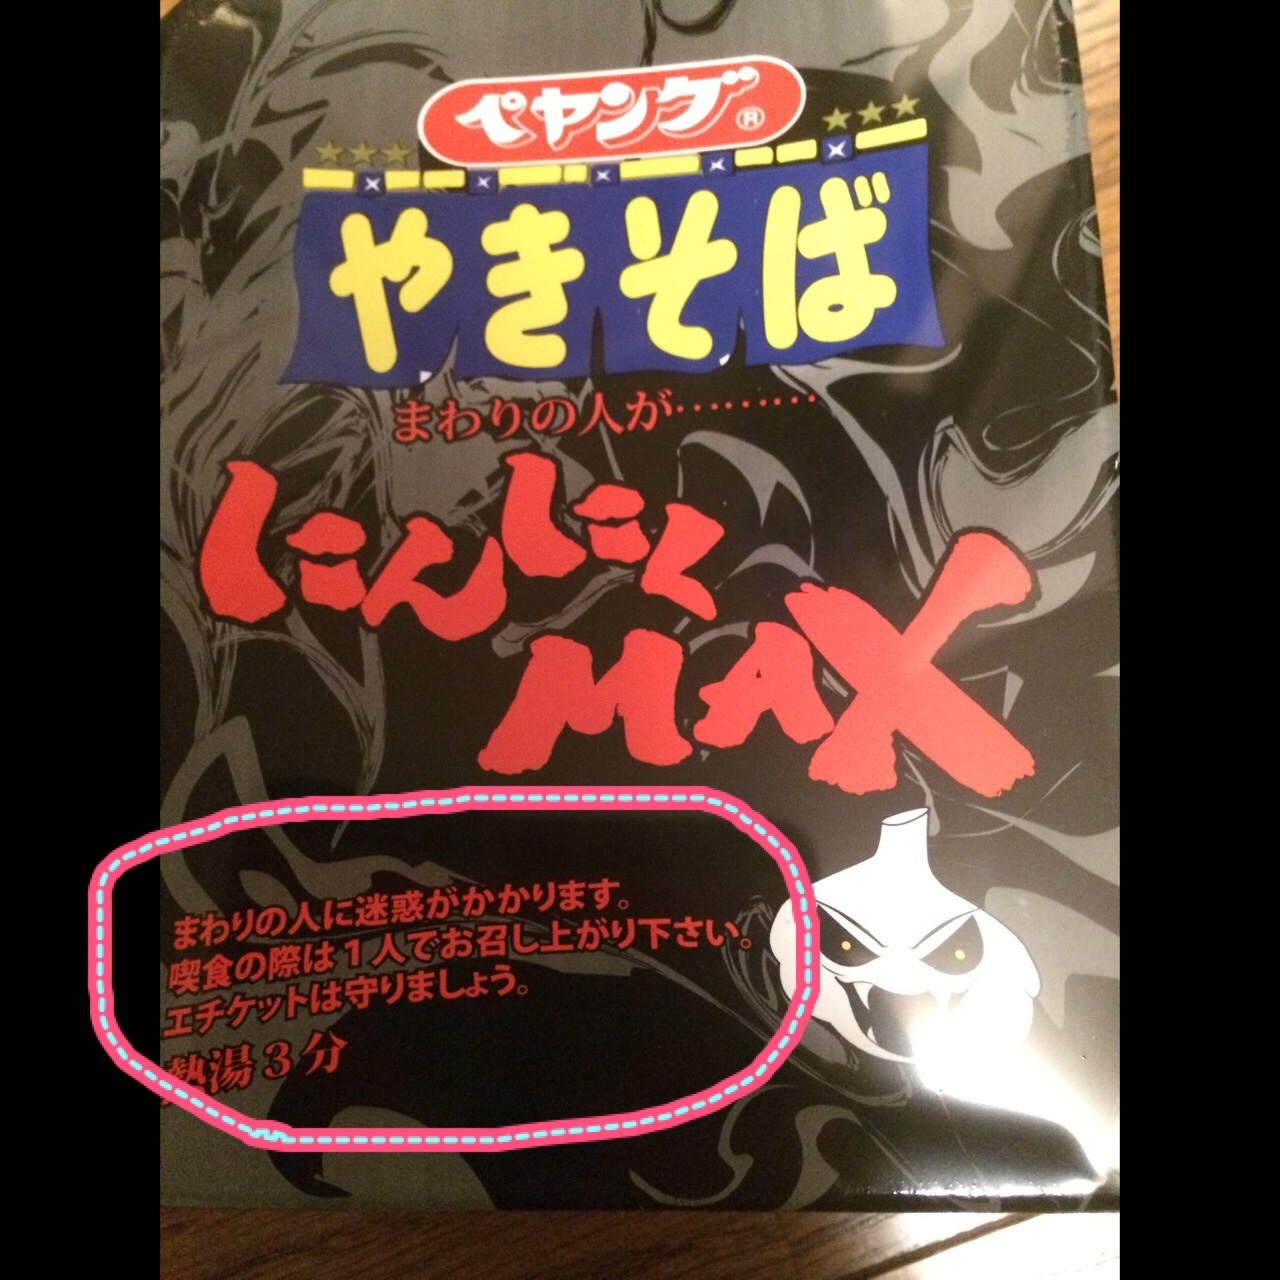 ペヤング®
やきそば
まわりの人が………
にんにく
MAX
まわりの人に迷惑がかかります。
喫食の際は1人でお召し上がり下さい。
エチケットは守りましょう。
熱湯3分